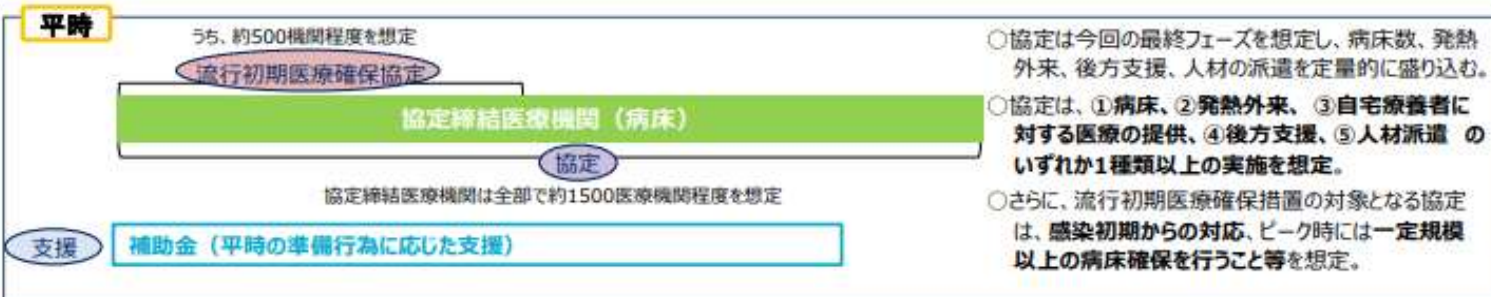 平時
うち、約500機関程度を想定
流行初期医療確保協定
協定締結医療機関（病床）
協定
協定締結医療機関は全部で約1500医療機関程度を想定
支援
補助金（平時の準備行為に応じた支援）
○協定は今回の最終フェーズを想定し、病床数、発熱
外来、後方支援、人材の派遣を定量的に盛り込む。
○協定は、①病床、②発熱外来、③自宅療養者に
対する医療の提供、④後方支援、⑤人材派遣 の
いずれか1種類以上の実施を想定。
○さらに、流行初期医療確保措置の対象となる協定
は、感染初期からの対応、ピーク時には一定規模
以上の病床確保を行うこと等を想定。